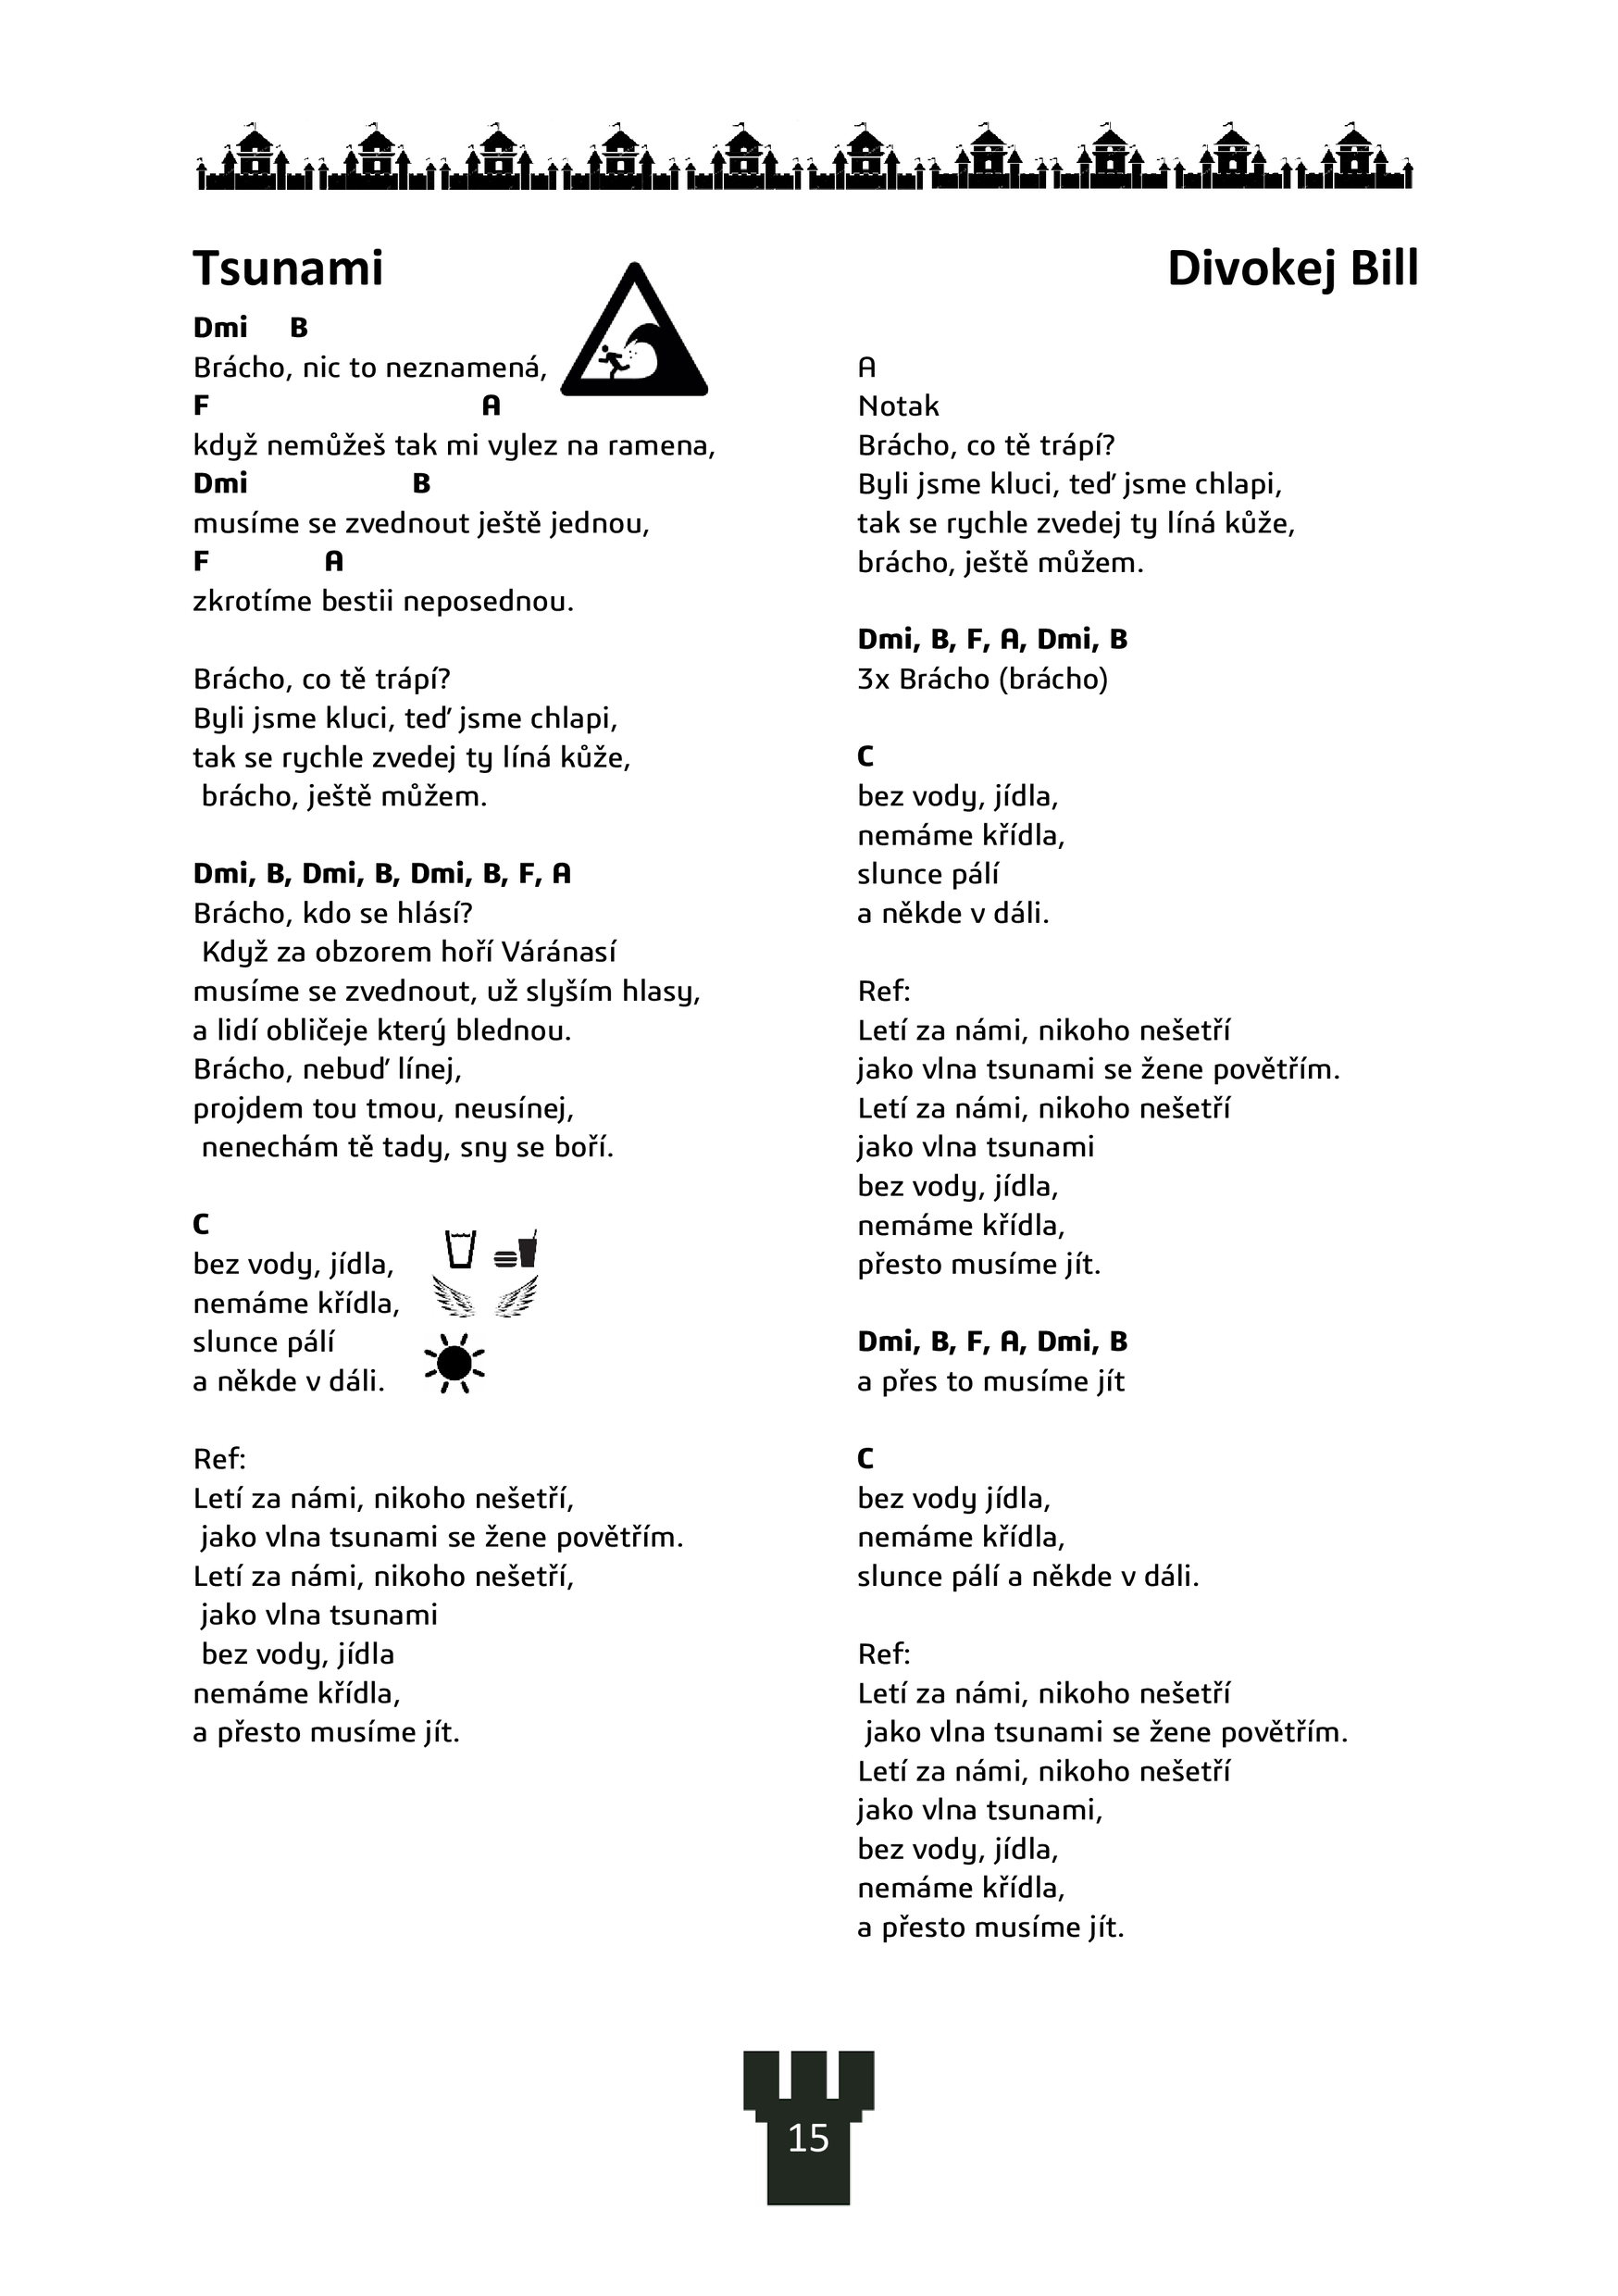 Tsunami
Divokej Bill
Dmi B
Brácho, nic to neznamená,
F A
když nemůžeš tak mi vylez na ramena,
Dmi B
musíme se zvednout ještě jednou,
F A
zkrotíme bestii neposednou.
Brácho, co tě trápí?
Byli jsme kluci, teď jsme chlapi,
tak se rychle zvedej ty líná kůže,
brácho, ještě můžem.
Dmi, B, Dmi, B, Dmi, B, F, A
Brácho, kdo se hlásí?
Když za obzorem hoří Váránasí
musíme se zvednout, už slyším hlasy,
a lidí obličeje který blednou.
Brácho, nebuď línej,
projdem tou tmou, neusínej,
nenechám tě tady, sny se boří.
C
bez vody, jídla,
nemáme křídla,
slunce pálí
a někde v dáli.
Ref:
Letí za námi, nikoho nešetří,
jako vlna tsunami se žene povětřím.
Letí za námi, nikoho nešetří,
jako vlna tsunami
bez vody, jídla
nemáme křídla,
a přesto musíme jít.
A
Notak
Brácho, co tě trápí?
Byli jsme kluci, teď jsme chlapi,
tak se rychle zvedej ty líná kůže,
brácho, ještě můžem.
Dmi, B, F, A, Dmi, B
3x Brácho (brácho)
C
bez vody, jídla,
nemáme křídla,
slunce pálí
a někde v dáli.
Ref:
Letí za námi, nikoho nešetří
jako vlna tsunami se žene povětřím.
Letí za námi, nikoho nešetří
jako vlna tsunami
bez vody, jídla,
nemáme křídla,
přesto musíme jít.
Dmi, B, F, A, Dmi, B
a přes to musíme jít
C
bez vody jídla,
nemáme křídla,
slunce pálí a někde v dáli.
Ref:
Letí za námi, nikoho nešetří
jako vlna tsunami se žene povětřím.
Letí za námi, nikoho nešetří
jako vlna tsunami,
bez vody, jídla,
nemáme křídla,
a přesto musíme jít.
15